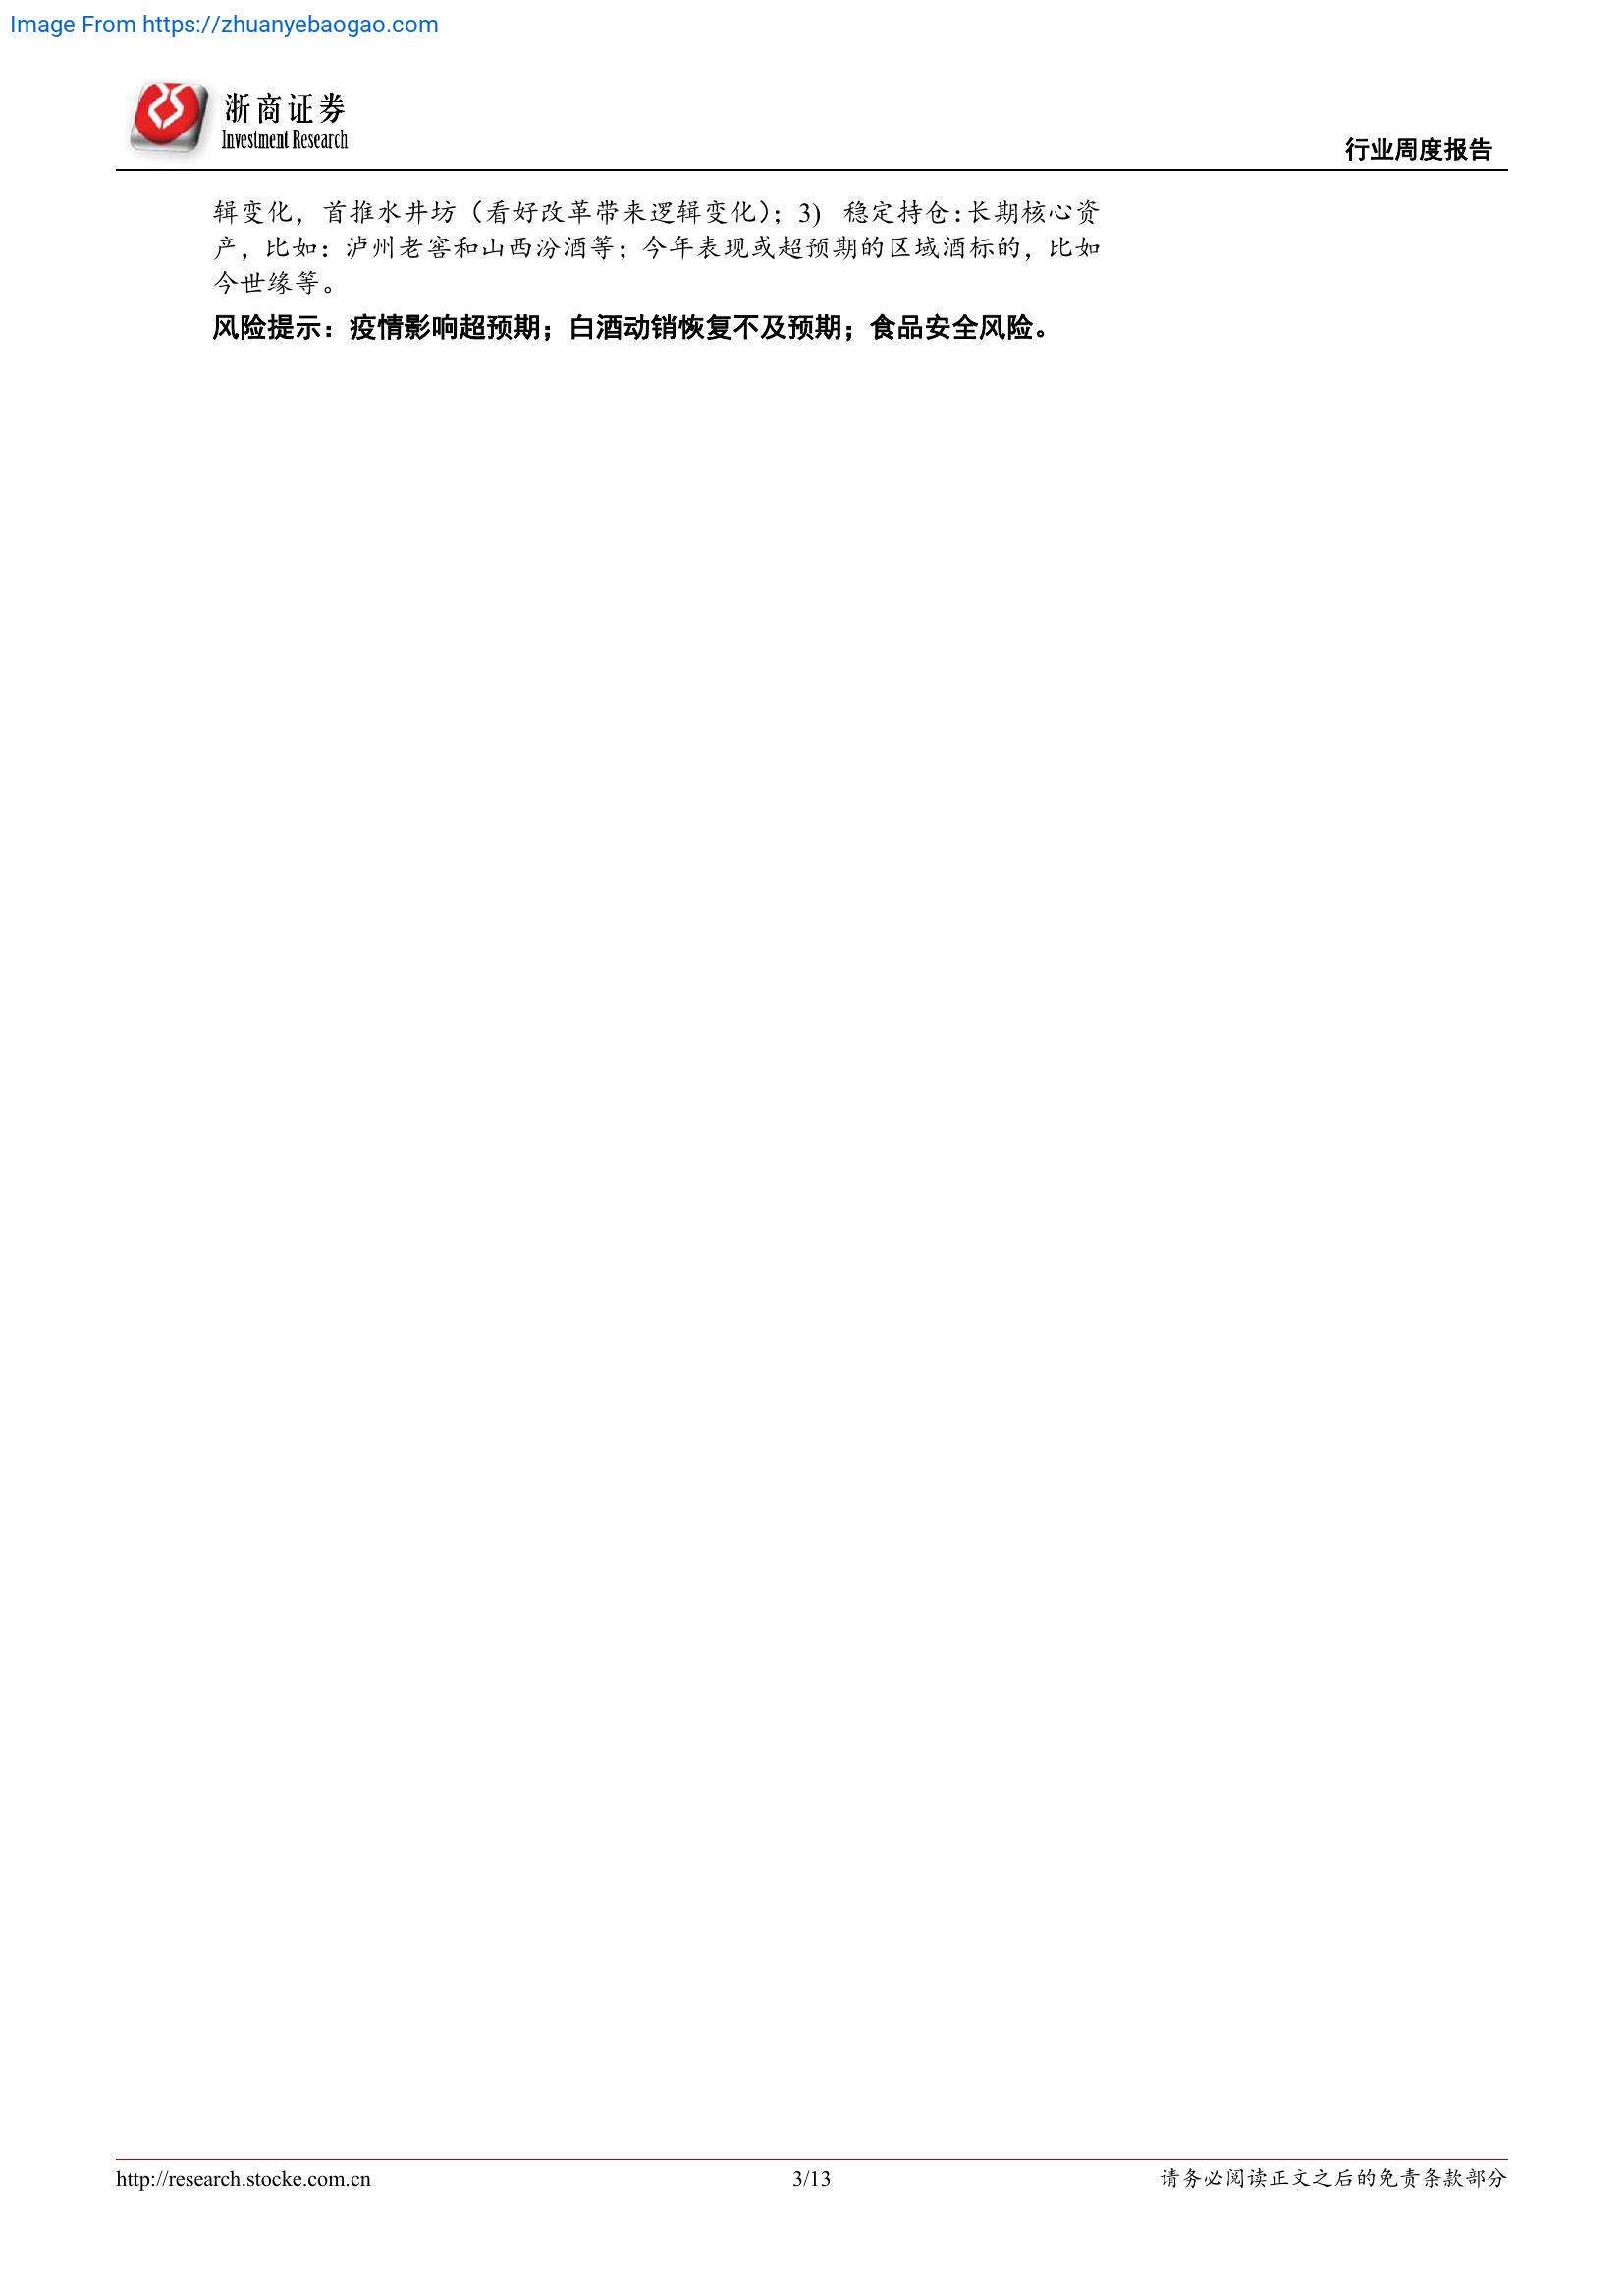 Image From https://zhuanyebaogao.com
浙商证券
Investment Research
行业周度报告
辑变化，首推水井坊（看好改革带来逻辑变化）；3) 稳定持仓：长期核心资
产，比如：泸州老窖和山西汾酒等；今年表现或超预期的区域酒标的，比如
今世缘等。
风险提示：疫情影响超预期；白酒动销恢复不及预期；食品安全风险。
http://research.stocke.com.cn
3/13
请务必阅读正文之后的免责条款部分